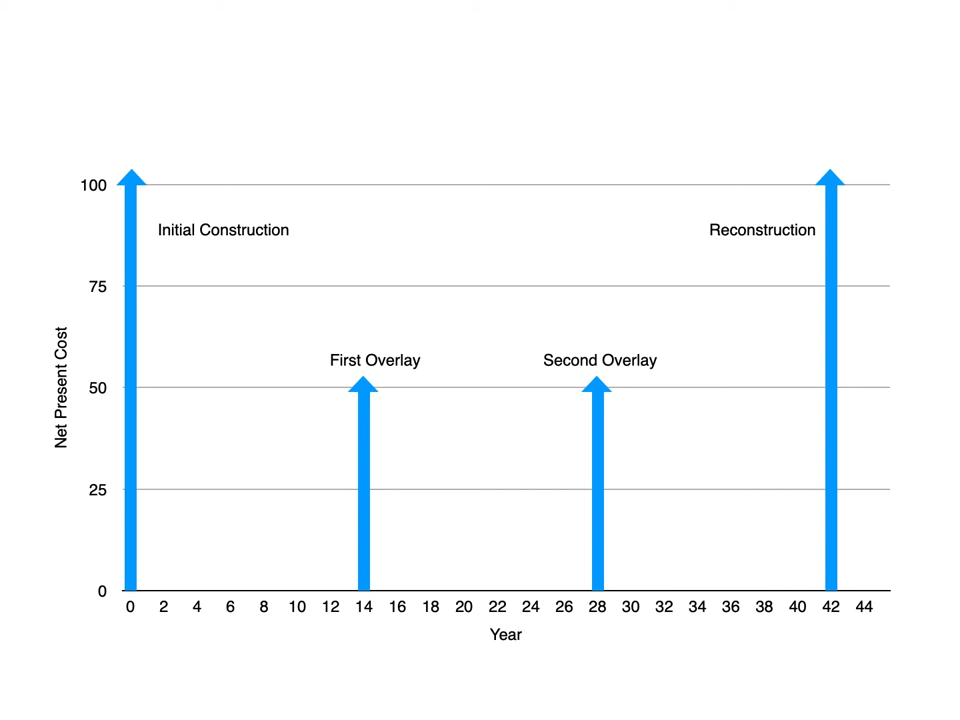 100
Initial Construction
Reconstruction
75
First Overlay
Second Overlay
Net Present Cost
50
25
0
0 2 4 6 8 10 12 14 16 18 20 22 24 26 28 30 32 34 36 38 40 42 44
Year